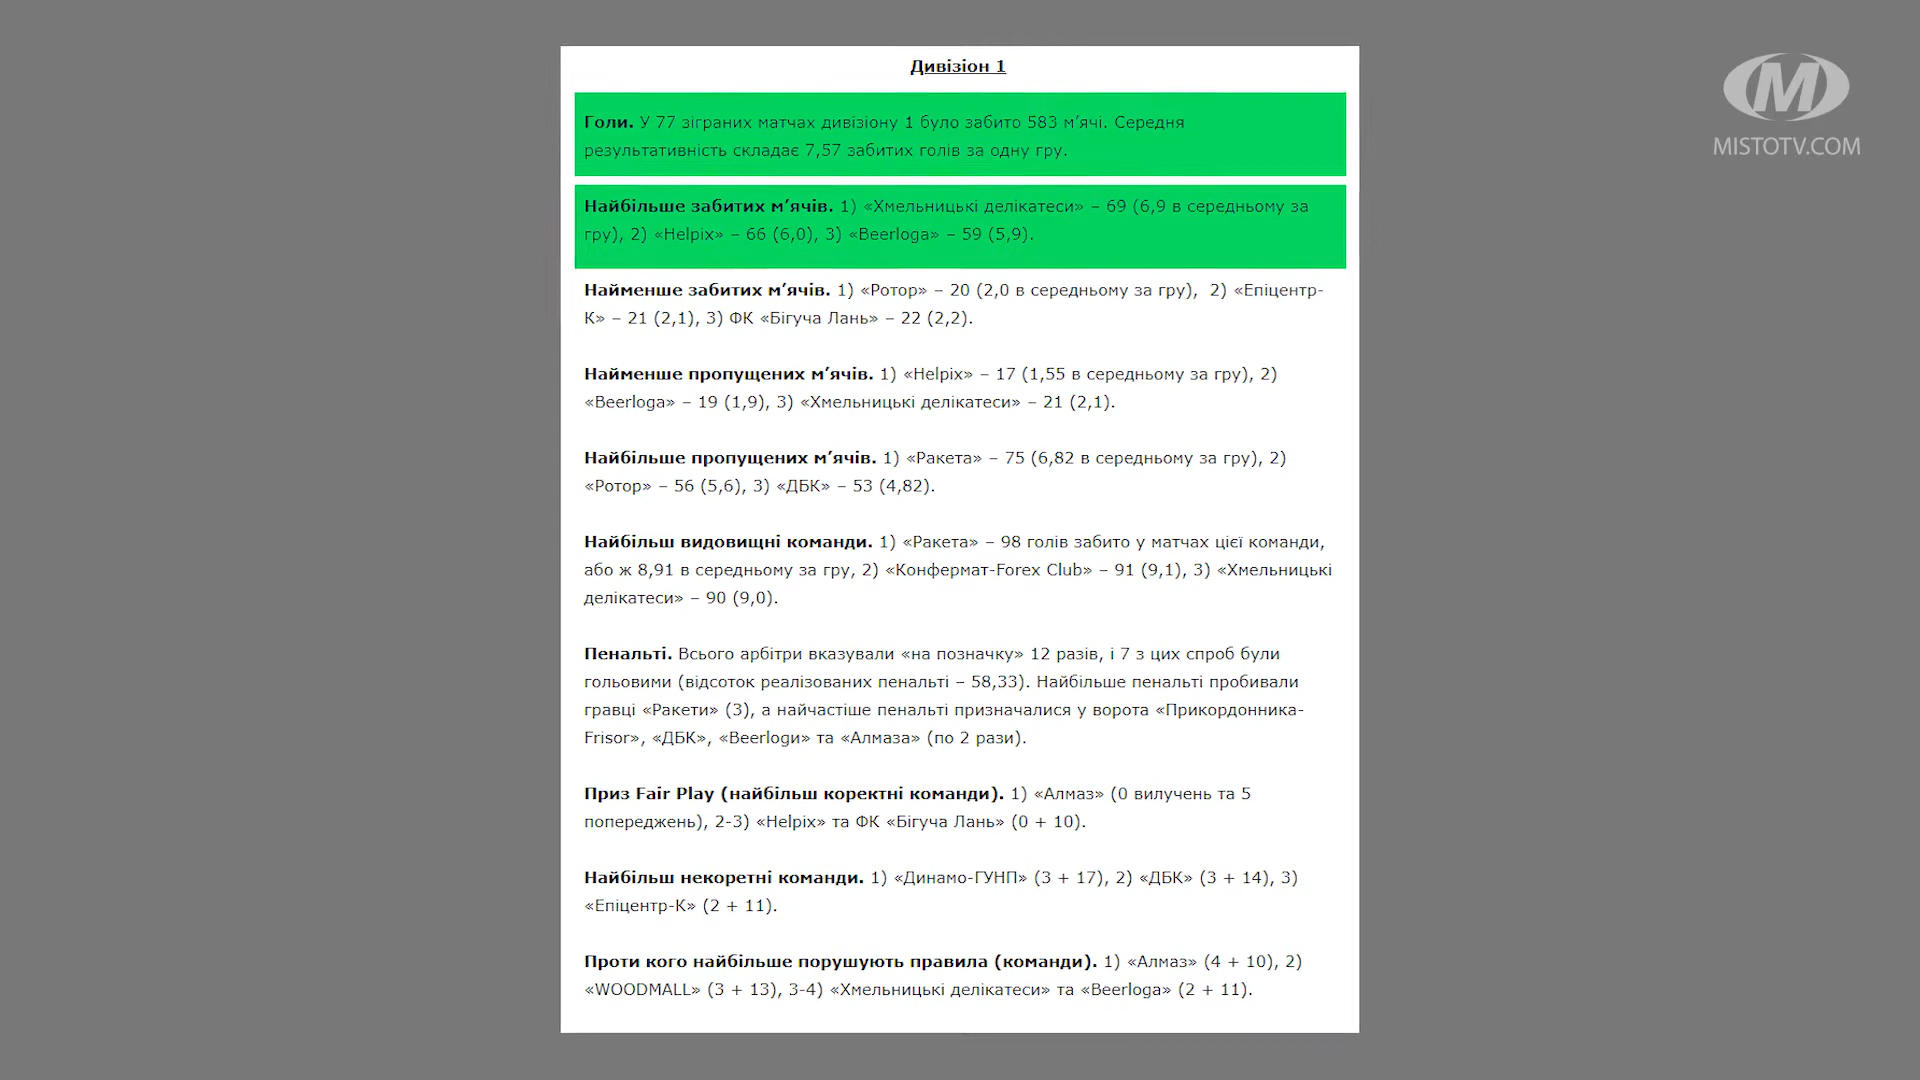 Дивізіон 1
Голи. У 77 зіграних матчах дивізіону 1 було забито 583 м’ячі. Середня
результативність складає 7,57 забитих голів за одну гру.
Найбільше забитих м’ячів. 1) «Хмельницькі делікатеси» – 69 (6,9 в середньому за
гру), 2) «Helpix» – 66 (6,0), 3) «Beerloga» – 59 (5,9).
Найменше забитих м’ячів. 1) «Ротор» – 20 (2,0 в середньому за гру),  2) «Епіцентр-
К» – 21 (2,1), 3) ФК «Бігуча Лань» – 22 (2,2).
Найменше пропущених м’ячів. 1) «Helpix» – 17 (1,55 в середньому за гру), 2)
«Beerloga» – 19 (1,9), 3) «Хмельницькі делікатеси» – 21 (2,1).
Найбільше пропущених м’ячів. 1) «Ракета» – 75 (6,82 в середньому за гру), 2)
«Ротор» – 56 (5,6), 3) «ДБК» – 53 (4,82).
Найбільш видовищні команди. 1) «Ракета» – 98 голів забито у матчах цієї команди,
або ж 8,91 в середньому за гру, 2) «Конфермат-Forex Club» – 91 (9,1), 3) «Хмельницькі
делікатеси» – 90 (9,0).
Пенальті. Всього арбітри вказували «на позначку» 12 разів, і 7 з цих спроб були
гольовими (відсоток реалізованих пенальті – 58,33). Найбільше пенальті пробивали
гравці «Ракети» (3), а найчастіше пенальті призначалися у ворота «Прикордонника-
Frisor», «ДБК», «Beerlogи» та «Алмаза» (по 2 рази).
Приз Fair Play (найбільш коректні команди). 1) «Алмаз» (0 вилучень та 5
попереджень), 2-3) «Helpix» та ФК «Бігуча Лань» (0 + 10).
Найбільш некоретні команди. 1) «Динамо-ГУНП» (3 + 17), 2) «ДБК» (3 + 14), 3)
«Епіцентр-К» (2 + 11).
Проти кого найбільше порушують правила (команди). 1) «Алмаз» (4 + 10), 2)
«WOODMALL» (3 + 13), 3-4) «Хмельницькі делікатеси» та «Beerloga» (2 + 11).
M
MISTOTV.COM